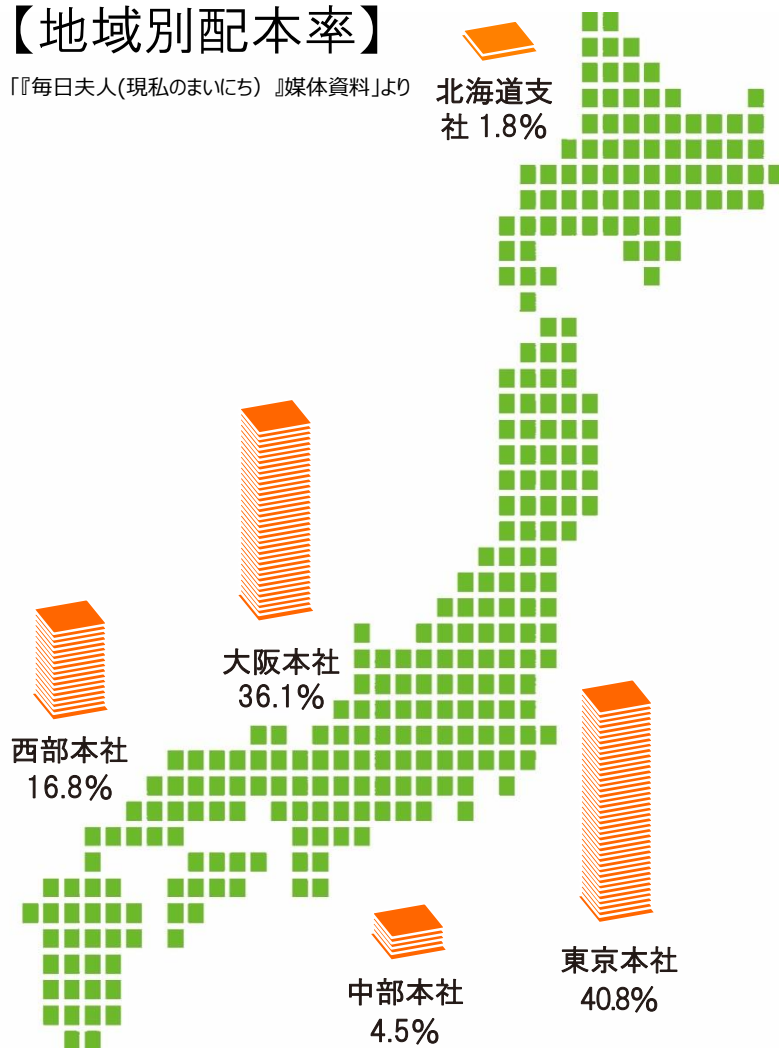 【地域別配本率】
「『毎日夫人(現私のまいにち）』媒体資料」より
北海道支
社 1.8%
大阪本社
36.1%
西部本社
16.8%
東京本社
40.8%
中部本社
4.5%